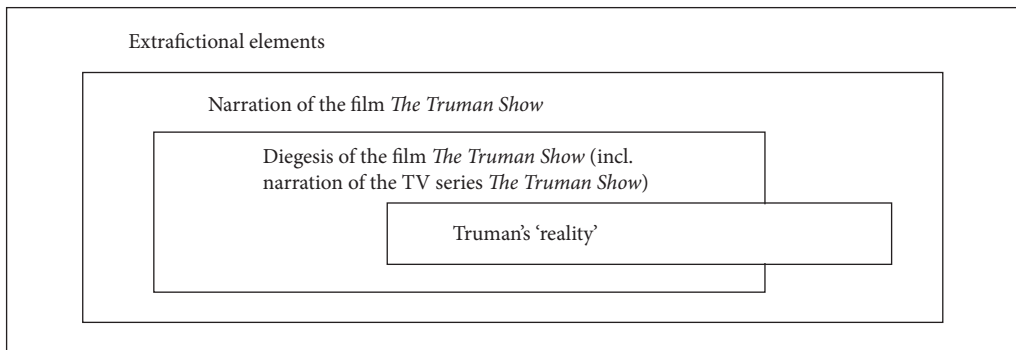 Extrafictional elements
Narration of the film The Truman Show
Diegesis of the film The Truman Show (incl.
narration of the TV series The Truman Show)
Truman’s ‘reality’